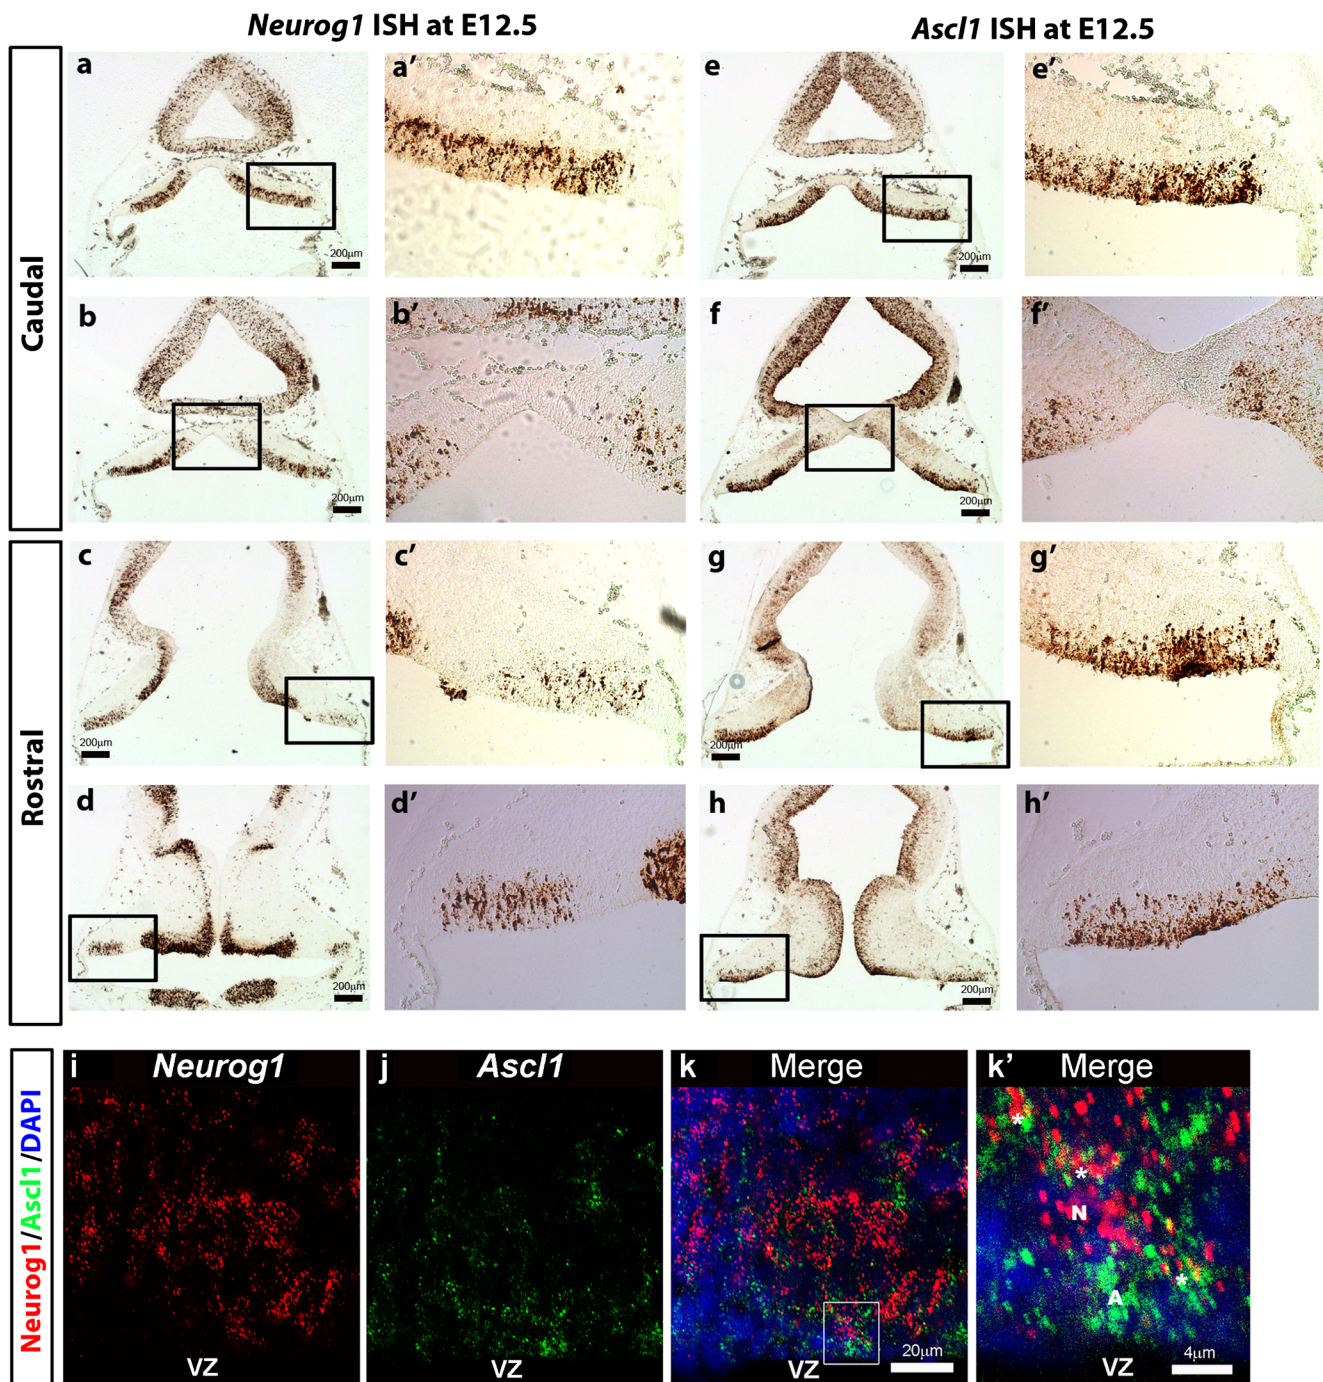 Neurog1 ISH at E12.5
Ascl1 ISH at E12.5
Caudal
a
200μm
a’
e
200μm
e’
b
200μm
b’
f
200μm
f’
Rostral
c
200μm
c’
g
200μm
g’
d
200μm
d’
h
200μm
h’
Neurog1/Ascl1/DAPI
i
Neurog1
VZ
j
Ascl1
VZ
k
Merge
VZ
20μm
k’
Merge
*
*
N
*
A
VZ
4μm